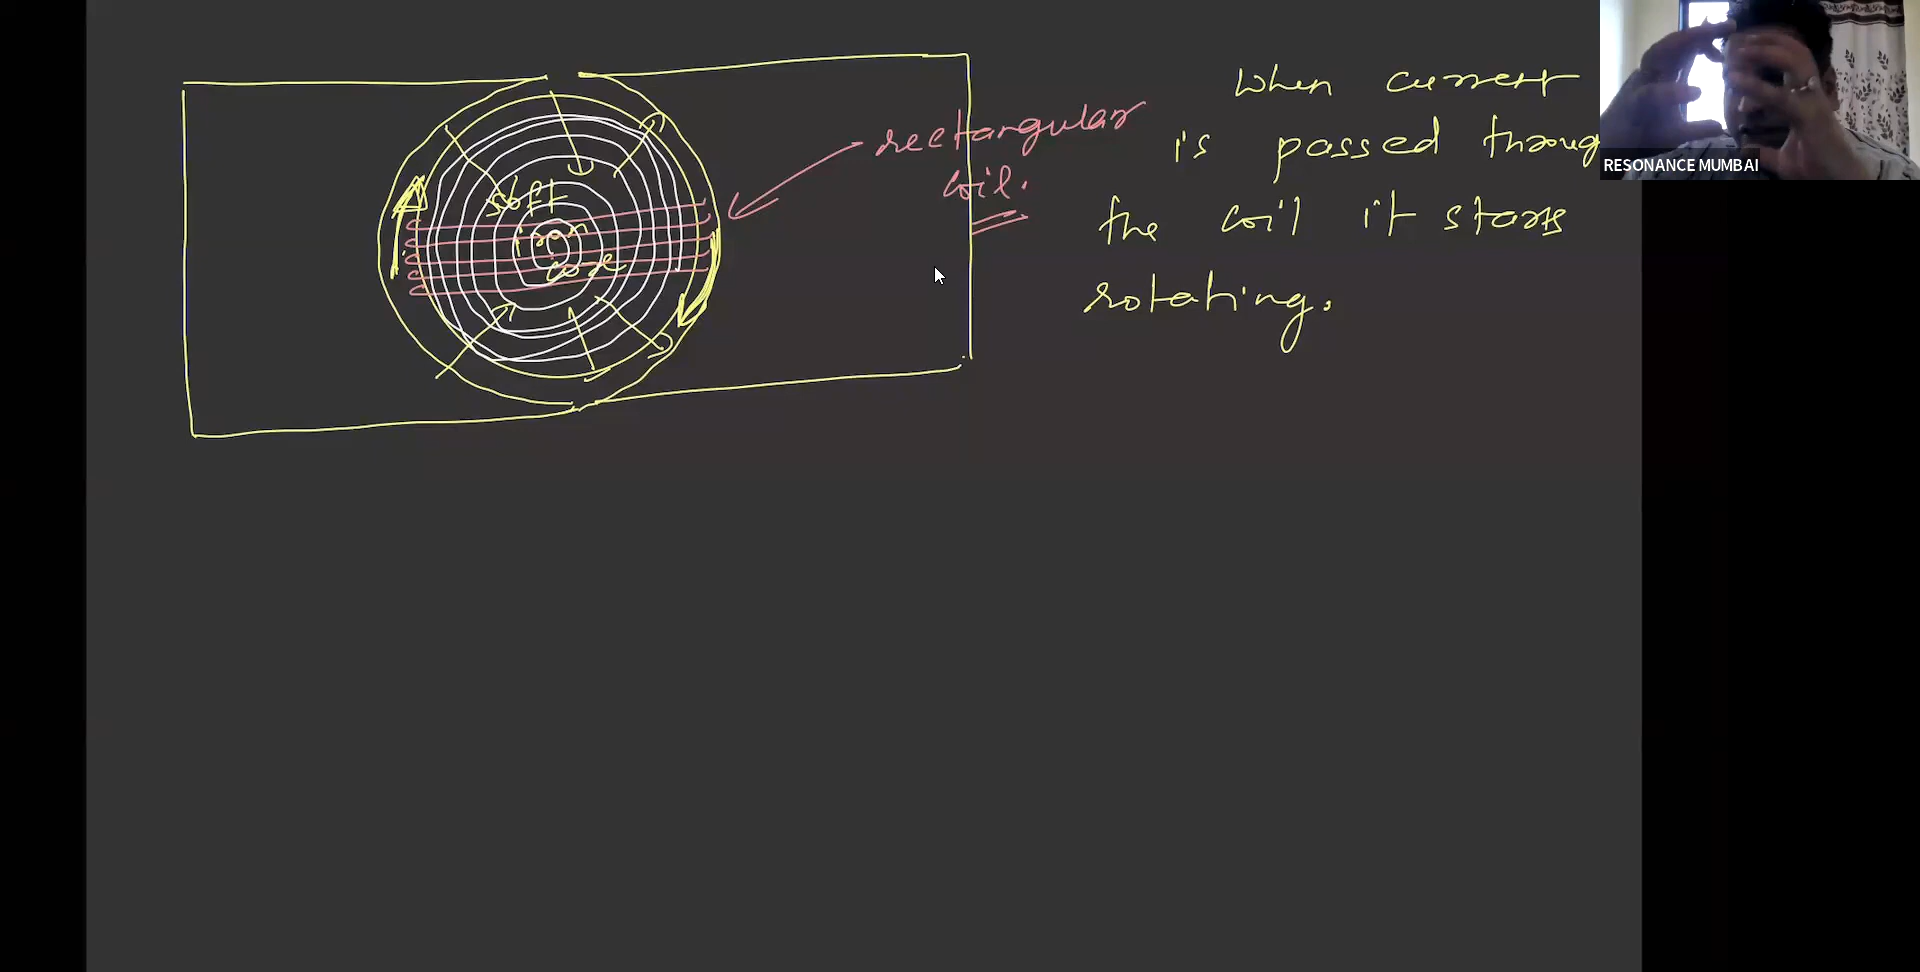 When current
is passed throug
the coil it starts
rotating.
rectangular
coil.
soft
iron
core
RESONANCE MUMBAI